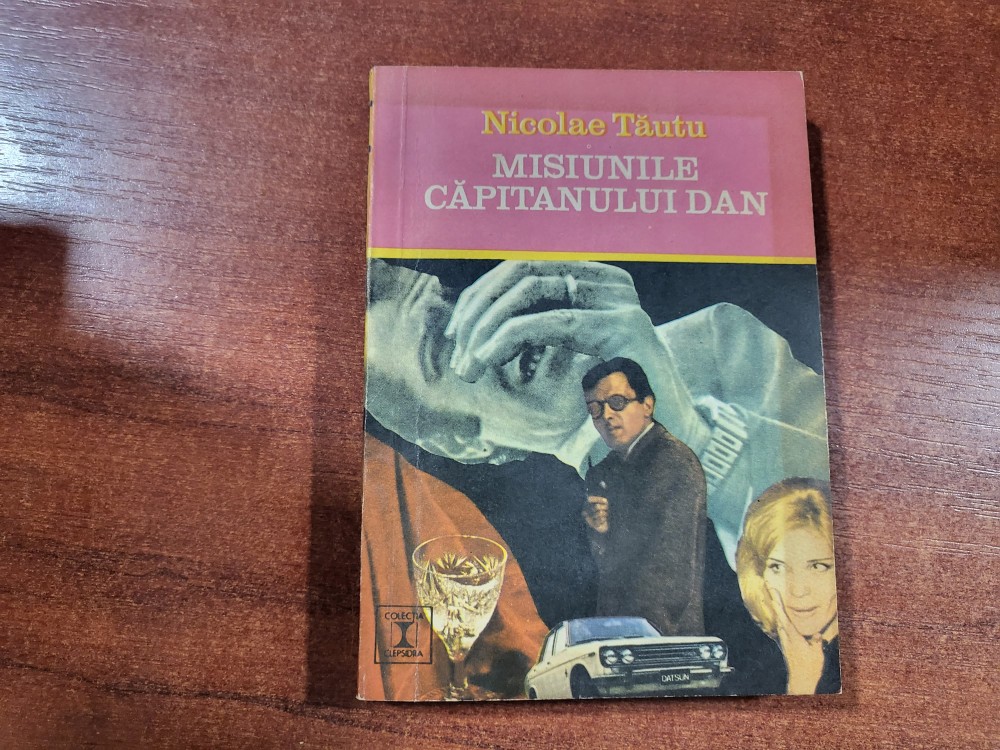 Nicolae Tăutu
MISIUNILE
CĂPITANULUI DAN
COLECȚIA
CLEPSIDRA
DATSUN